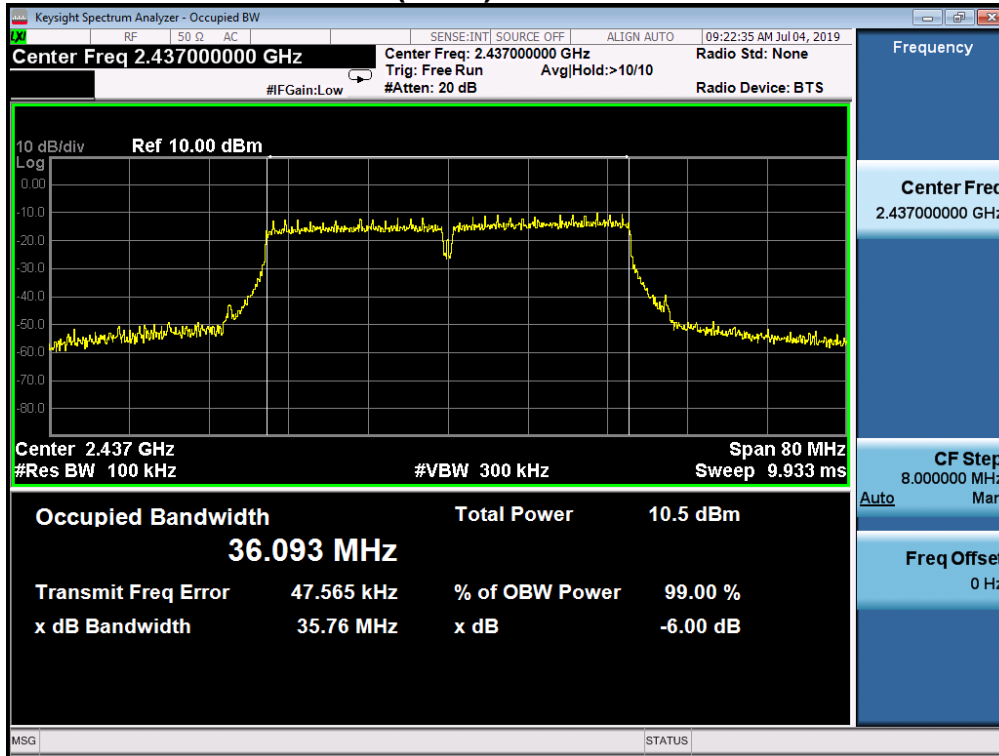 Keysight Spectrum Analyzer - Occupied BW
LXI RF 50 Ω AC SENSE:INT SOURCE OFF ALIGN AUTO 09:22:35 AM Jul 04, 2019
Center Freq 2.437000000 GHz
Center Freq: 2.437000000 GHz
Radio Std: None
Trig: Free Run Avg|Hold:>10/10
#IFGain:Low
#Atten: 20 dB
Radio Device: BTS
Frequency
10 dB/div Ref 10.00 dBm
Log
0.00
-10.0
-20.0
-30.0
-40.0
-50.0
-60.0
-70.0
-80.0
Center 2.437 GHz Span 80 MHz
#Res BW 100 kHz #VBW 300 kHz Sweep 9.933 ms
Occupied Bandwidth
36.093 MHz
Total Power 10.5 dBm
Transmit Freq Error 47.565 kHz % of OBW Power 99.00 %
x dB Bandwidth 35.76 MHz x dB -6.00 dB
Center Freq
2.437000000 GHz
CF Step
8.000000 MHz
Auto Man
Freq Offset
0 Hz
MSG STATUS